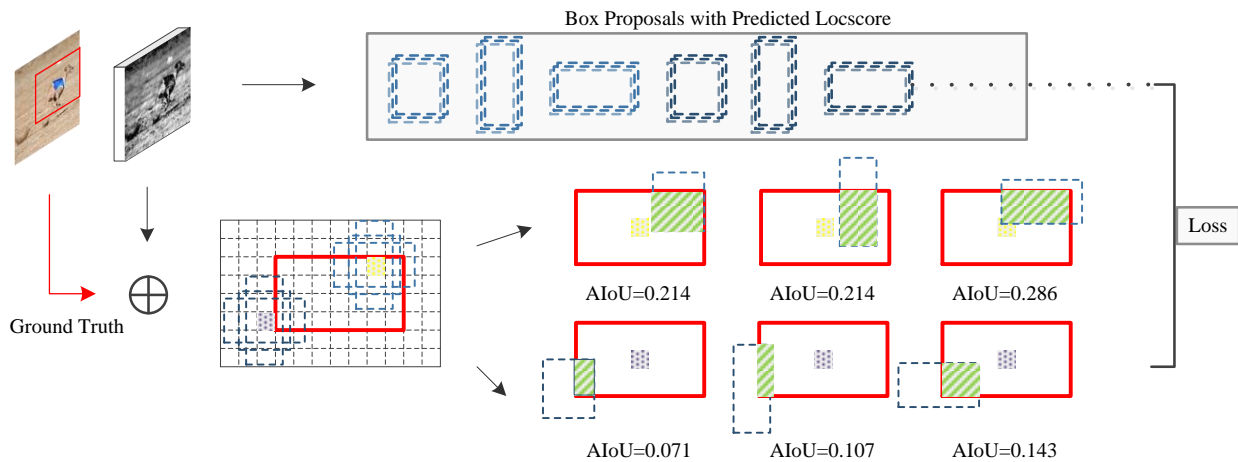 Box Proposals with Predicted Locscore
Loss
Ground Truth
AIoU=0.214
AIoU=0.214
AIoU=0.286
AIoU=0.071
AIoU=0.107
AIoU=0.143